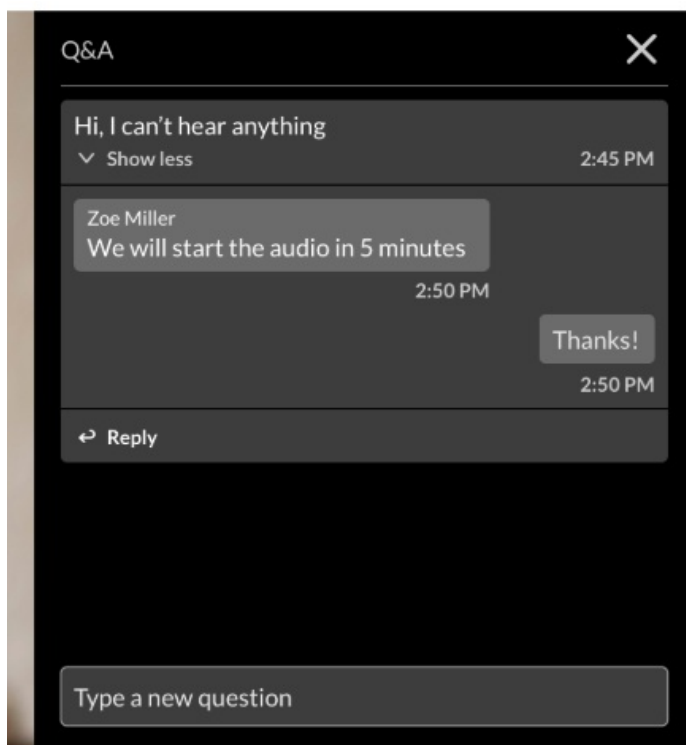 Q&A
Hi, I can't hear anything
Show less
2:45 PM
Zoe Miller
We will start the audio in 5 minutes
2:50 PM
Thanks!
2:50 PM
Reply
Type a new question